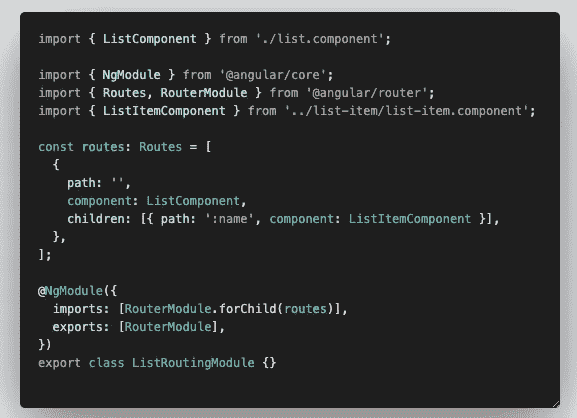 import { ListComponent } from './list.component';
import { NgModule } from '@angular/core';
import { Routes, RouterModule } from '@angular/router';
import { ListItemComponent } from '../list-item/list-item.component';
const routes: Routes = [
  {
    path: '',
    component: ListComponent,
    children: [{ path: ':name', component: ListItemComponent }],
  },
];
@NgModule({
  imports: [RouterModule.forChild(routes)],
  exports: [RouterModule],
})
export class ListRoutingModule {}